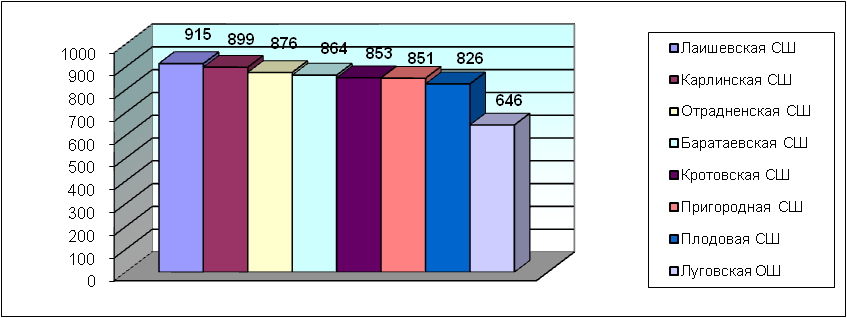 915
899
876
864
853
851
826
646
1000
900
800
700
600
500
400
300
200
100
0
Лаишевская СШ
Карлинская СШ
Отрадненская СШ
Баратаевская СШ
Кротовская СШ
Пригородная СШ
Плодовая СШ
Луговская ОШ